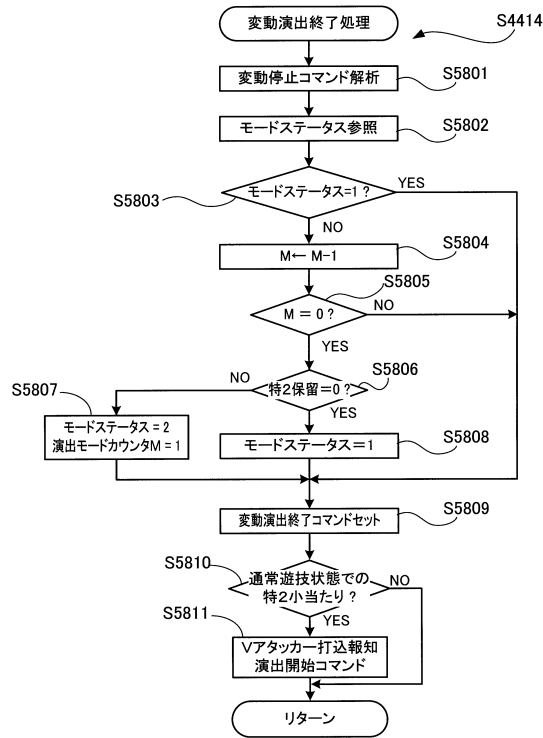 変動演出終了処理
S4414
変動停止コマンド解析
S5801
モードステータス参照
S5802
モードステータス=1?
YES
S5803
NO
M← M-1
S5804
S5805
M = 0?
NO
YES
S5806
特2保留=0?
NO
YES
S5807
モードステータス = 2
演出モードカウンタM = 1
モードステータス=1
S5808
変動演出終了コマンドセット
S5809
S5810
通常遊技状態での
特2小当たり?
NO
YES
S5811
Vアタッカー打込報知
演出開始コマンド
リターン